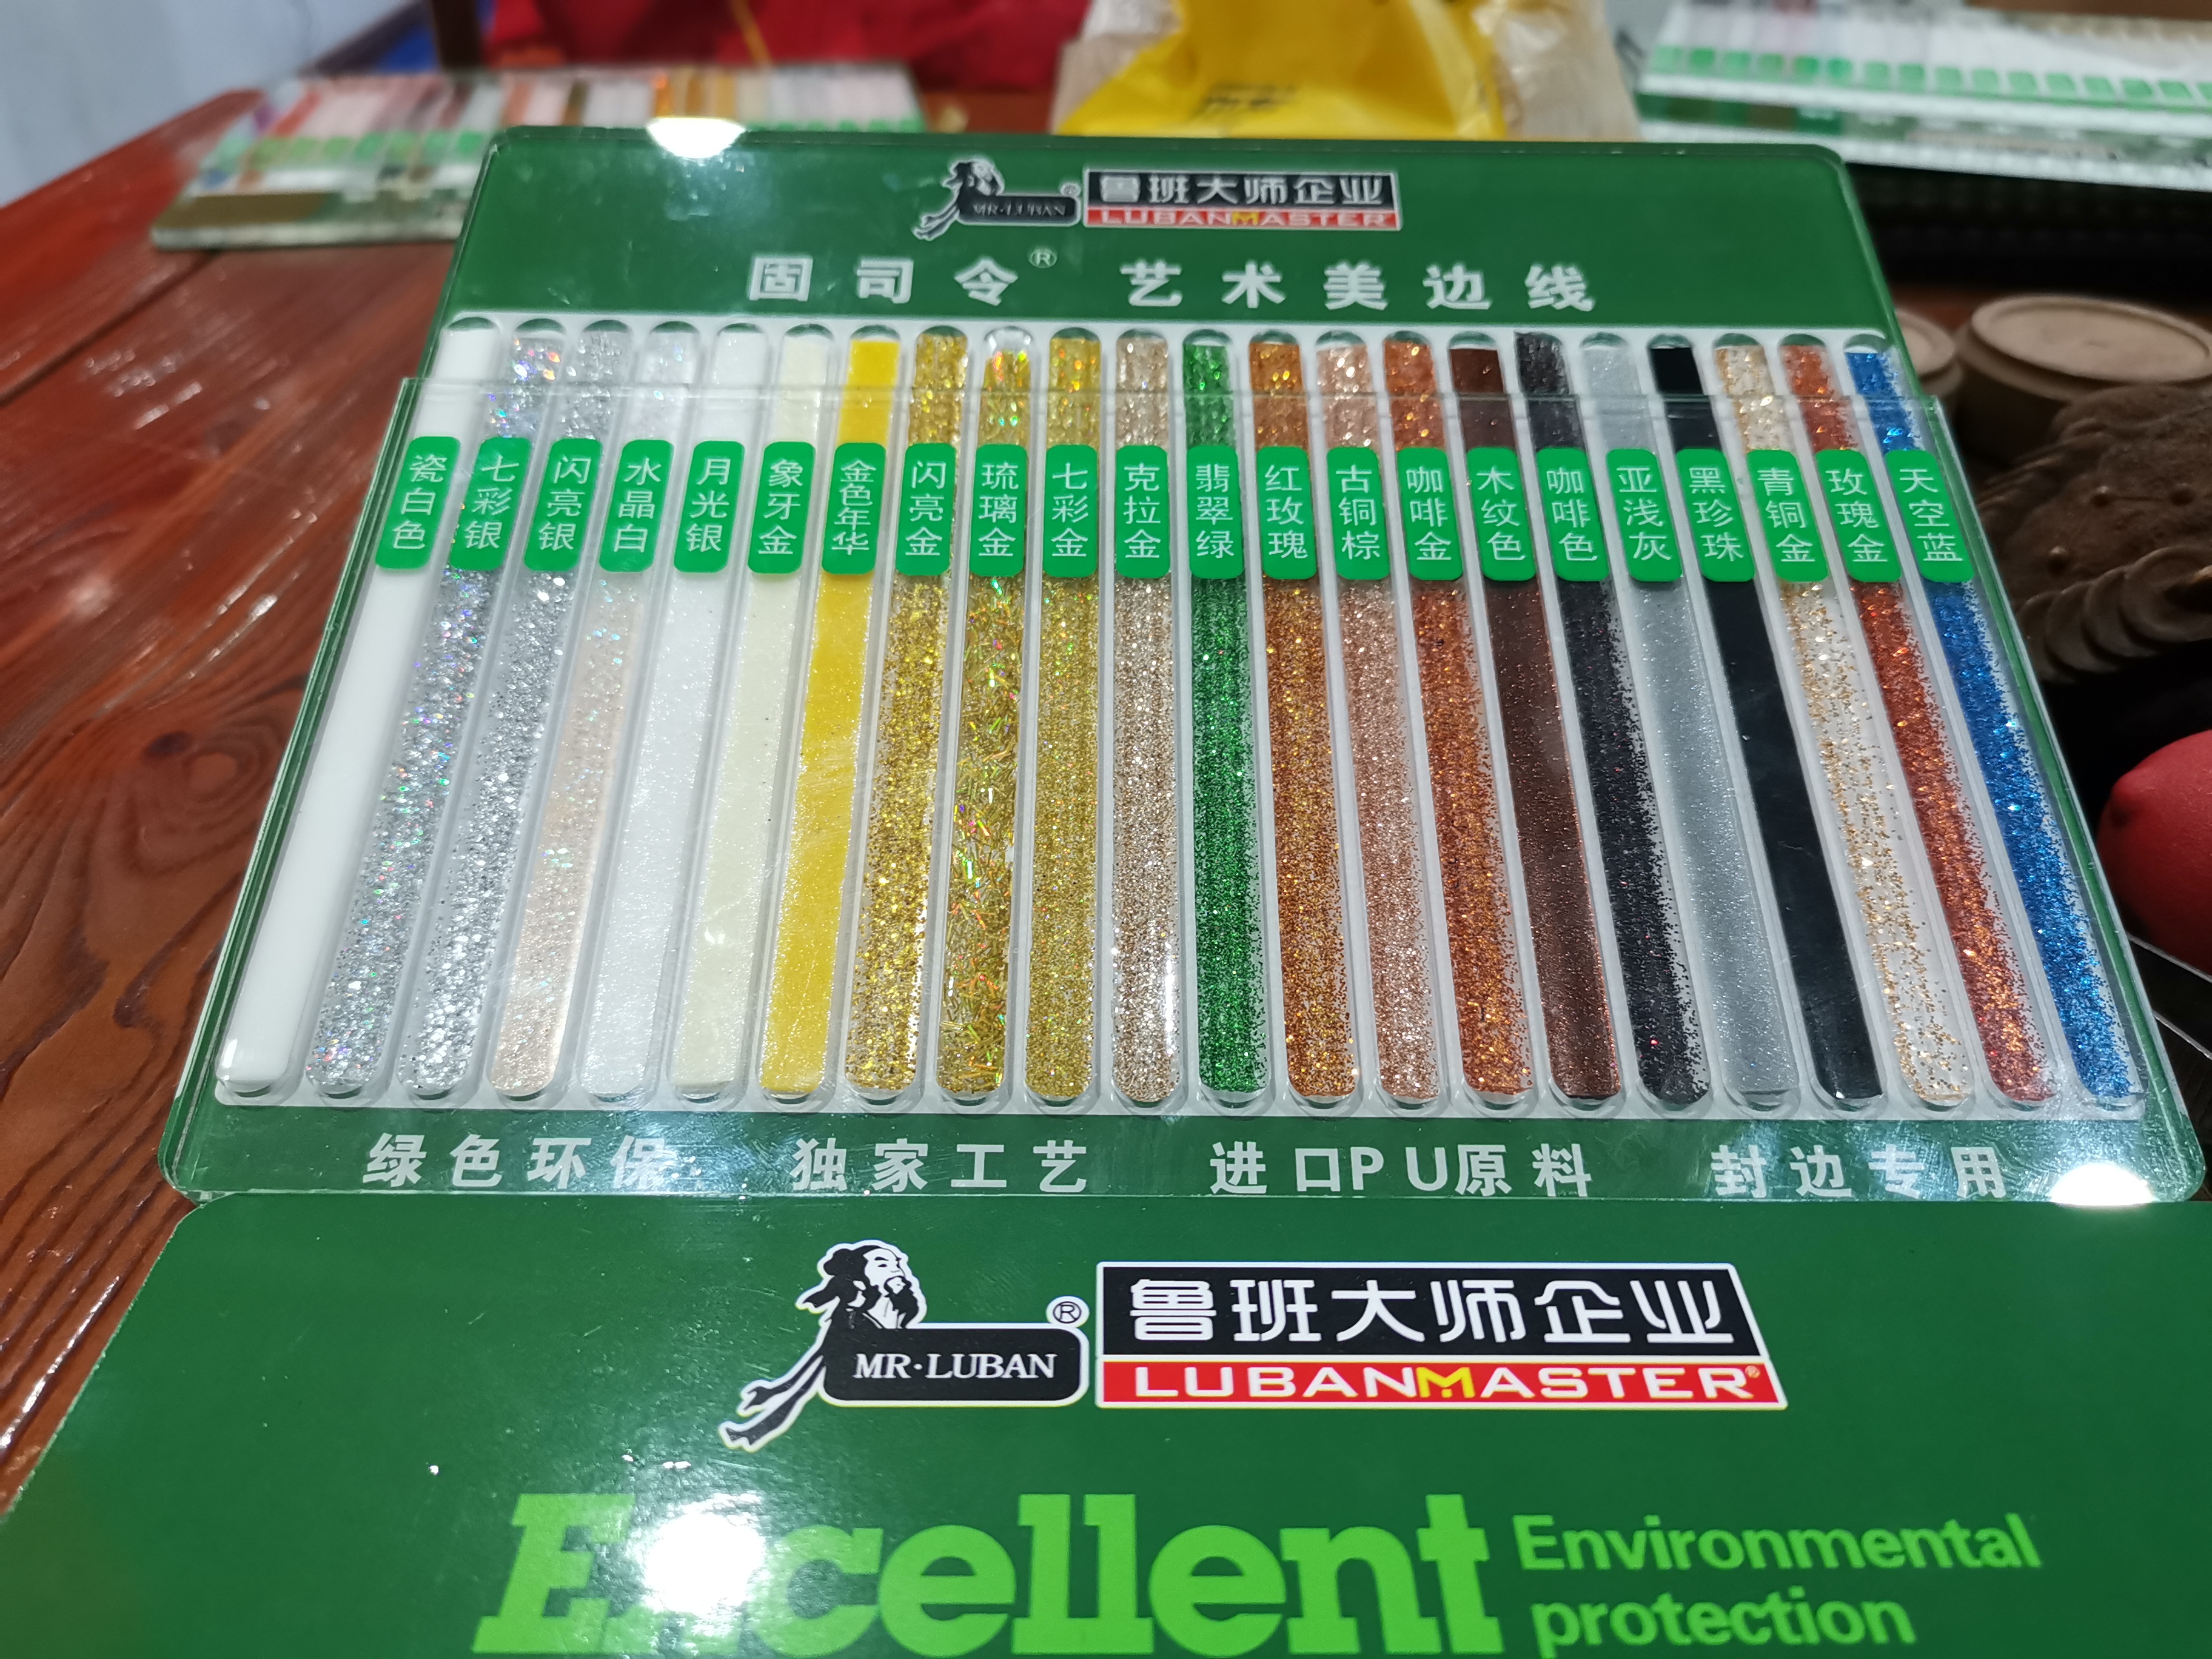 MR·LUBAN ®
鲁班大师企业
LUBANMASTER
固司令® 艺术美边线
瓷白色
七彩银
闪亮银
水晶白
月光银
象牙金
金色年华
闪亮金
琉璃金
七彩金
克拉金
翡翠绿
红玫瑰
古铜棕
咖啡金
木纹色
咖啡色
亚浅灰
黑珍珠
青铜金
玫瑰金
天空蓝
绿色环保 独家工艺 进口PU原料 封边专用
MR·LUBAN ®
鲁班大师企业
LUBANMASTER®
Excellent
Environmental
protection